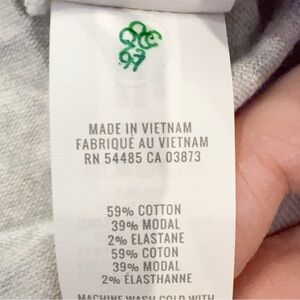 MADE IN VIETNAM
FABRIQUÉ AU VIETNAM
RN 54485 CA 03873
59% COTTON
39% MODAL
2% ELASTANE
59% COTON
39% MODAL
2% ÉLASTHANNE
MACHINE WASH COLD WITH